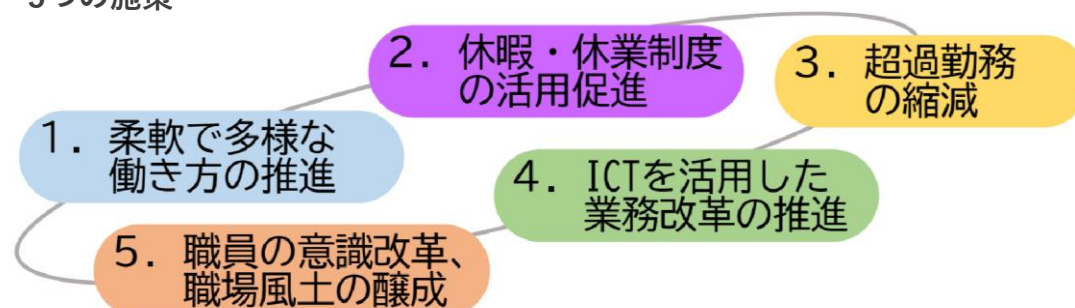 5つの施策
1．柔軟で多様な
働き方の推進
2．休暇・休業制度
の活用促進
3．超過勤務
の縮減
4．ICTを活用した
業務改革の推進
5．職員の意識改革、
職場風土の醸成